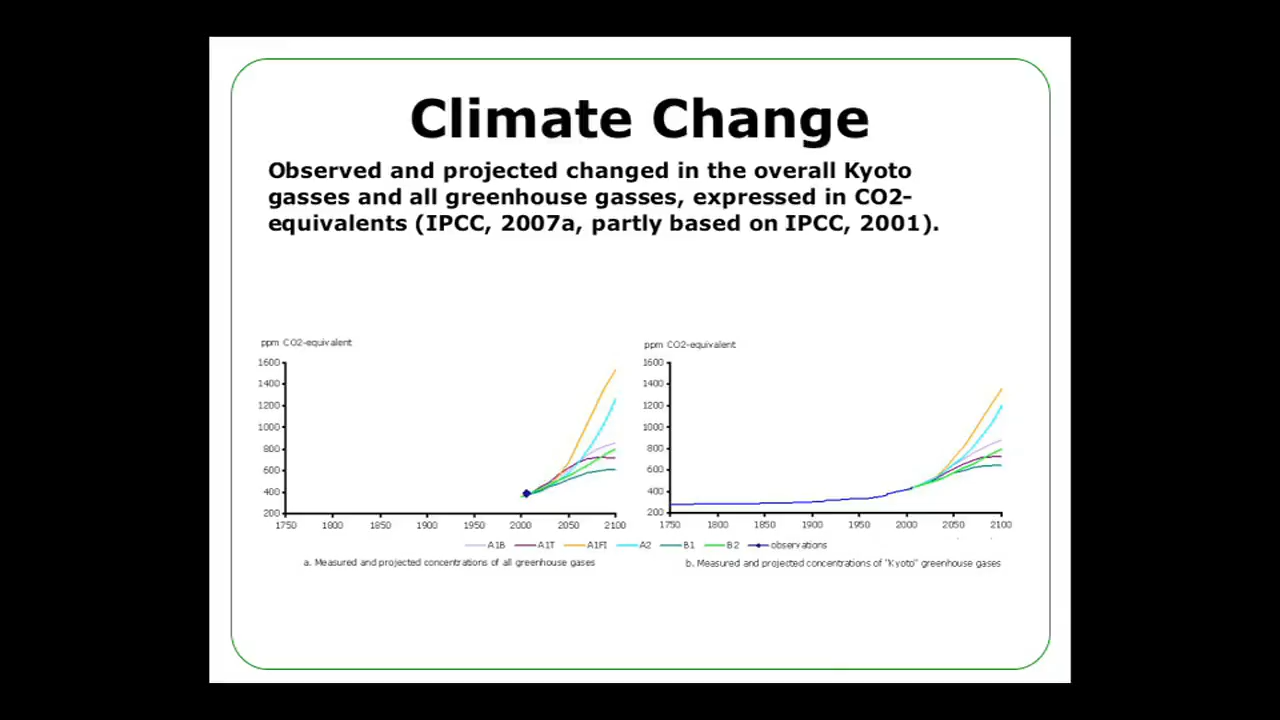 Climate Change
Observed and projected changed in the overall Kyoto
gasses and all greenhouse gasses, expressed in CO2-
equivalents (IPCC, 2007a, partly based on IPCC, 2001).
ppm CO2-equivalent
1600
1400
1200
1000
800
600
400
200
1750 1800 1850 1900 1950 2000 2050 2100
ppm CO2-equivalent
1600
1400
1200
1000
800
600
400
200
1750 1800 1850 1900 1950 2000 2050 2100
A1B A1T A1FI A2 B1 B2 observations
a. Measured and projected concentrations of all greenhouse gases
b. Measured and projected concentrations of "Kyoto" greenhouse gases